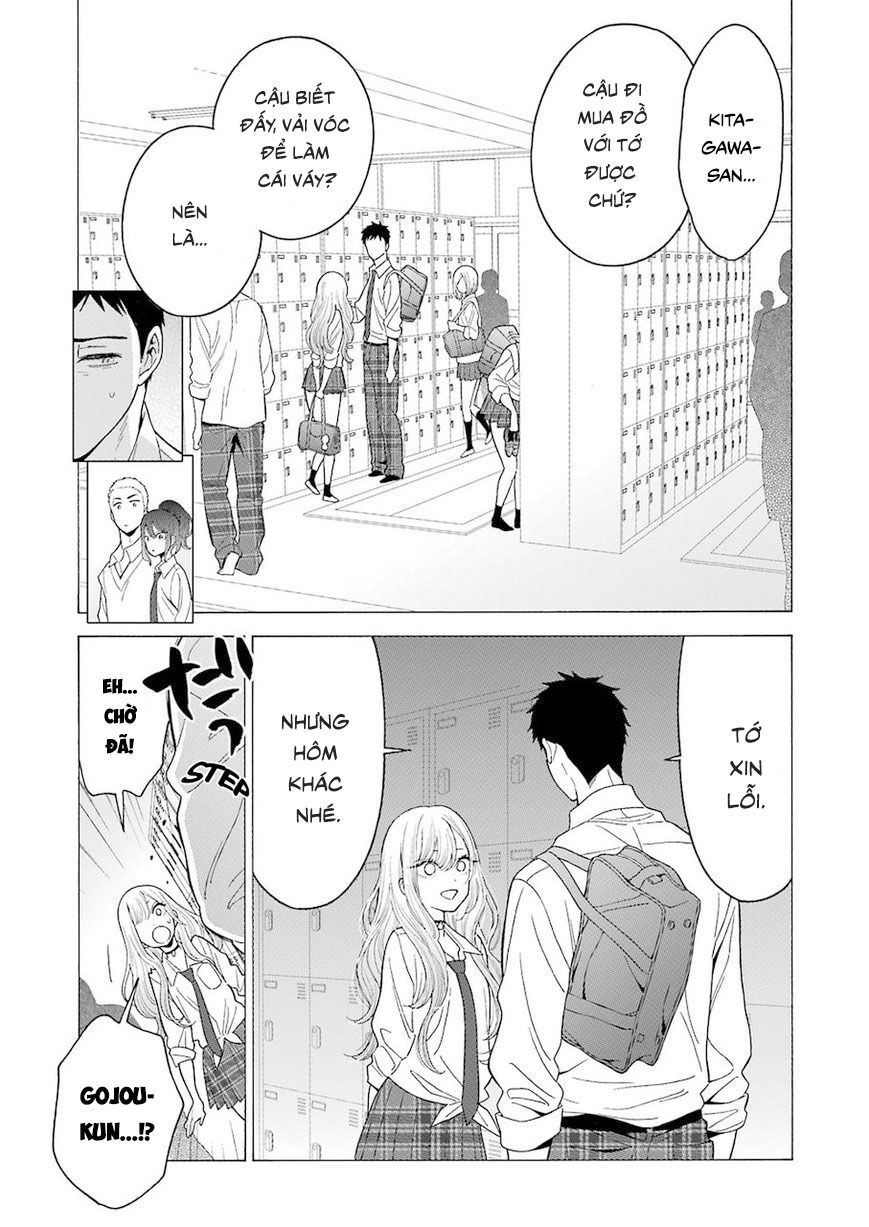 KITA-
GAWA-
SAN...
CẬU ĐI
MUA ĐỒ
VỚI TỚ
ĐƯỢC
CHỨ?
CẬU BIẾT
ĐẤY, VẢI VÓC
ĐỂ LÀM
CÁI VÁY?
NÊN
LÀ...
TỚ
XIN
LỖI.
NHƯNG
HÔM
KHÁC
NHÉ.
EH...
CHỜ
ĐÃ!
STEP
GOJOU-
KUN...!?